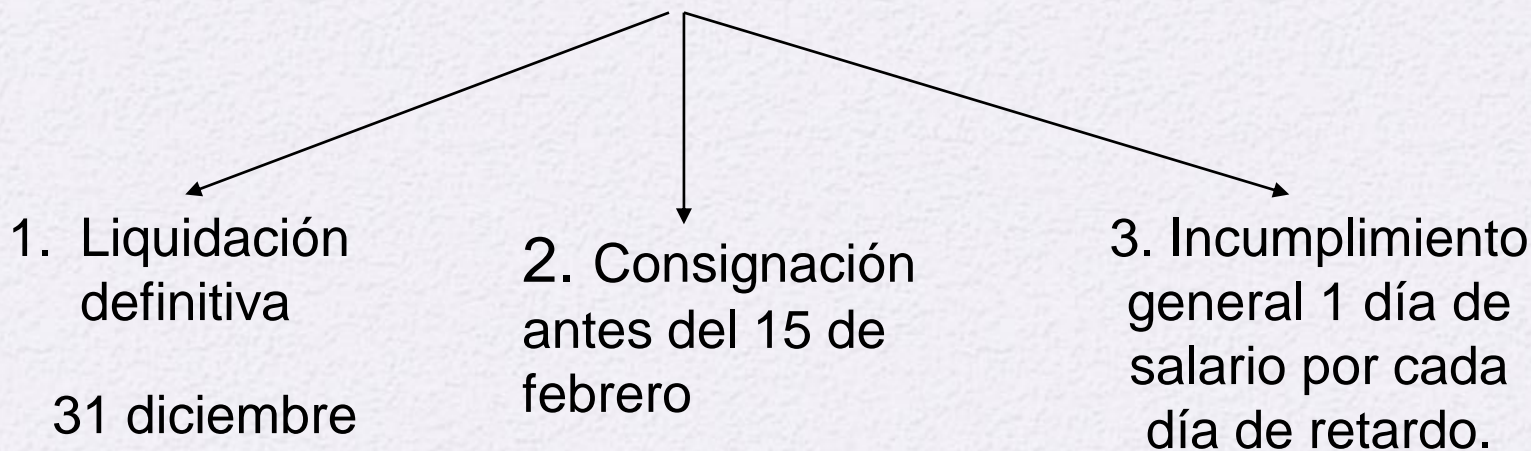 1. Liquidación
definitiva
31 diciembre
2. Consignación
antes del 15 de
febrero
3. Incumplimiento
general 1 día de
salario por cada
día de retardo.